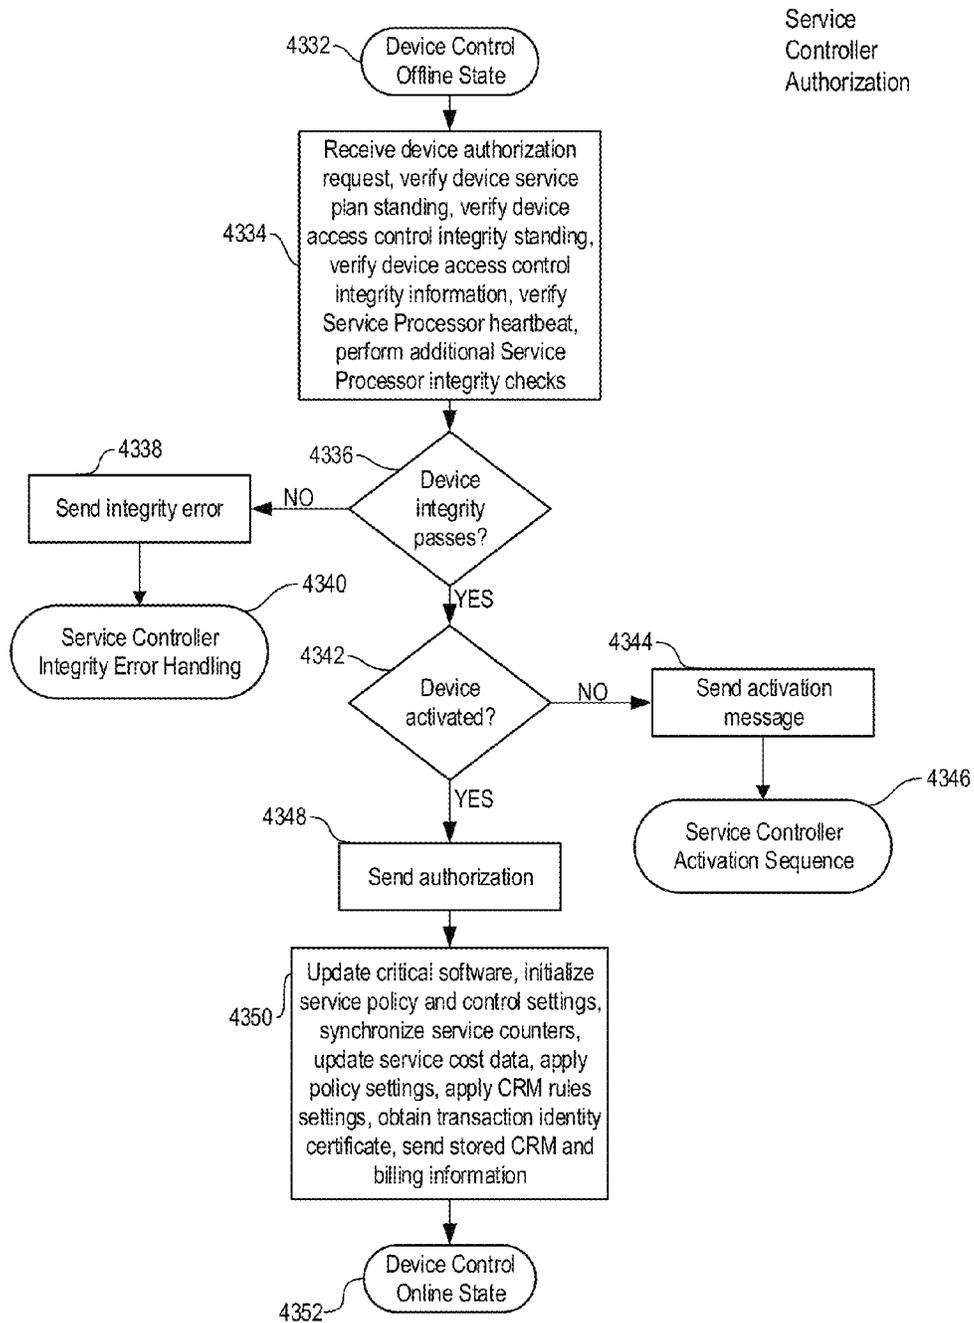 Service
Controller
Authorization
4332
Device Control
Offline State
4334
Receive device authorization
request, verify device service
plan standing, verify device
access control integrity standing,
verify device access control
integrity information, verify
Service Processor heartbeat,
perform additional Service
Processor integrity checks
4336
Device
integrity
passes?
NO
4338
Send integrity error
4340
Service Controller
Integrity Error Handling
YES
4342
Device
activated?
NO
4344
Send activation
message
4346
Service Controller
Activation Sequence
YES
4348
Send authorization
4350
Update critical software, initialize
service policy and control settings,
synchronize service counters,
update service cost data, apply
policy settings, apply CRM rules
settings, obtain transaction identity
certificate, send stored CRM and
billing information
Device Control
Online State
4352